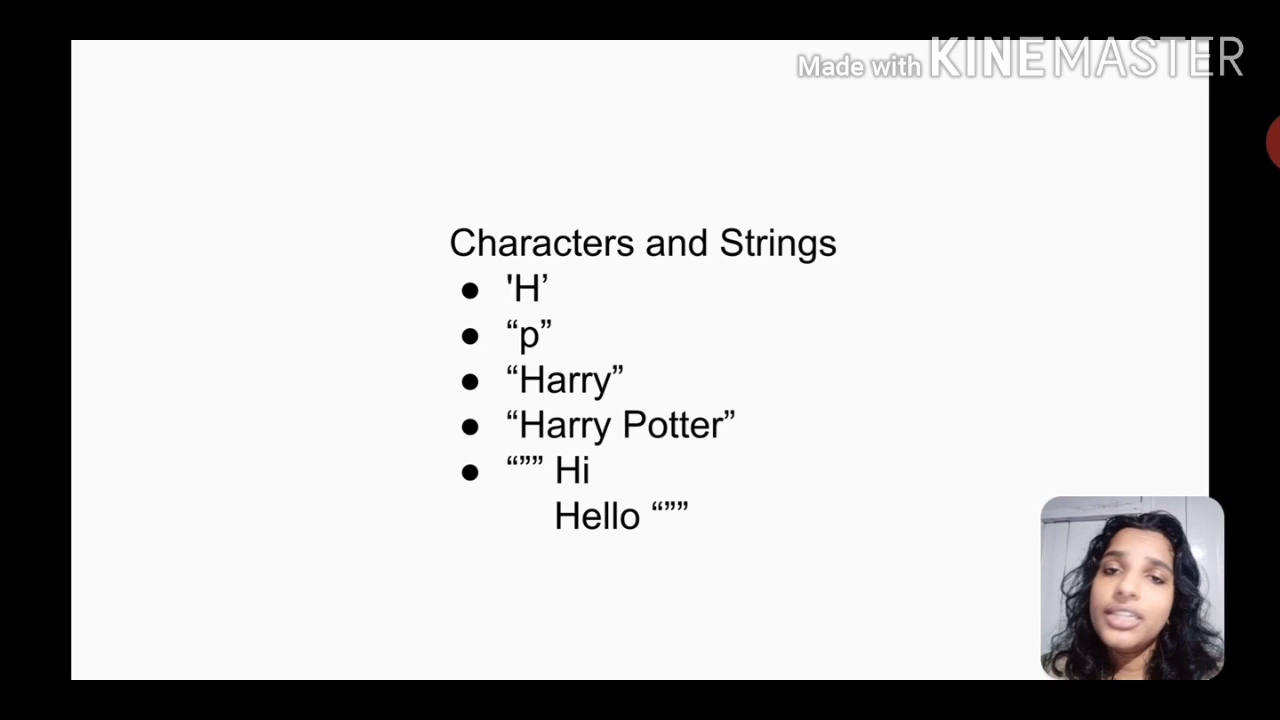 Made with KINEMASTER
Characters and Strings
● 'H’
● “p”
● “Harry”
● “Harry Potter”
● “”” Hi
Hello “””